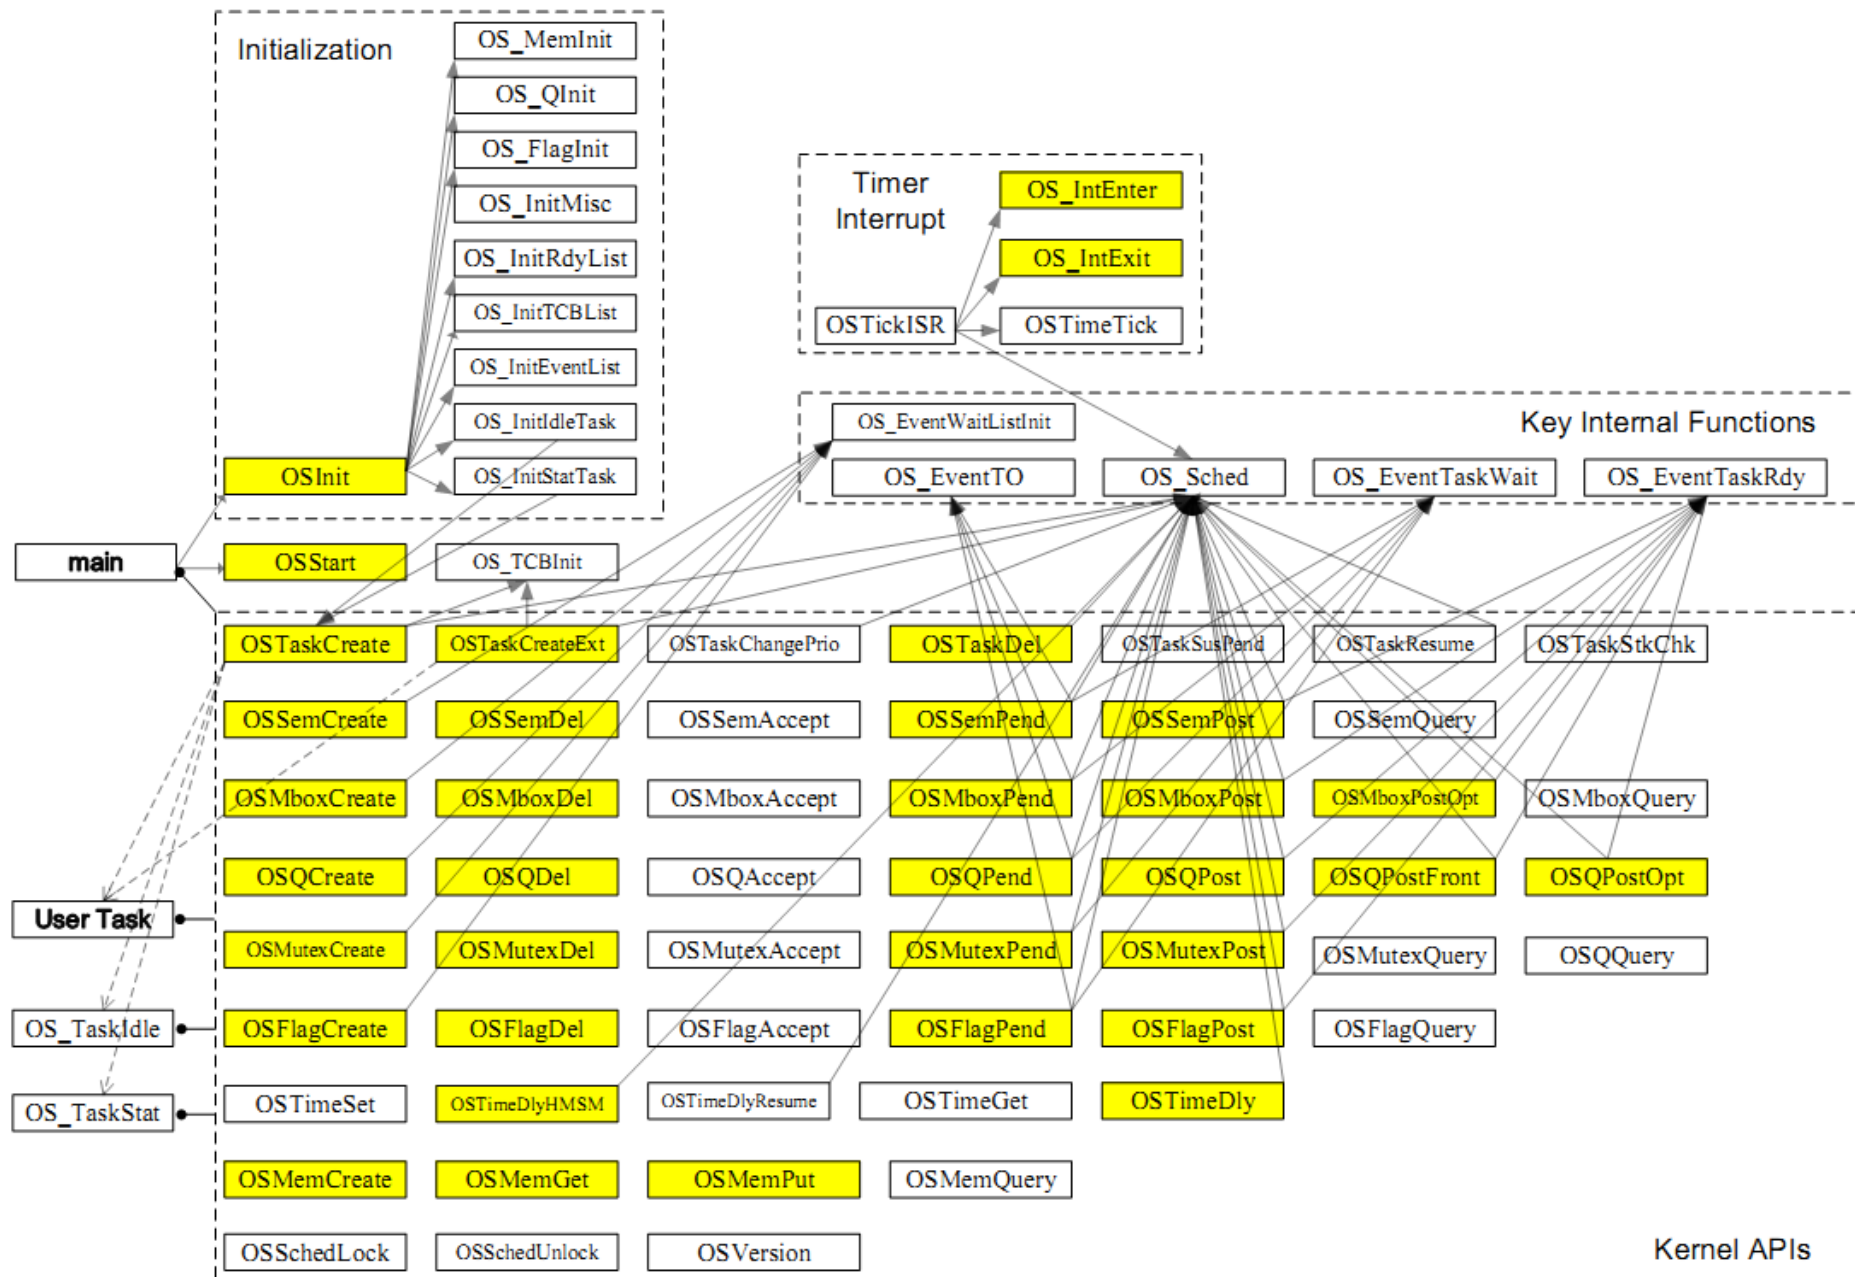 Initialization
OS_MemInit
OS_QInit
OS_FlagInit
OS_InitMisc
OS_InitRdyList
OS_InitTCBList
OS_InitEventList
OS_InitIdleTask
OSInit
OS_InitStatTask
Timer
Interrupt
OS_IntEnter
OS_IntExit
OSTickISR
OSTimeTick
OS_EventWaitListInit
Key Internal Functions
OS_EventTO
OS_Sched
OS_EventTaskWait
OS_EventTaskRdy
main
OSStart
OS_TCBInit
OSTaskCreate
OSTaskCreateExt
OSTaskChangePrio
OSTaskDel
OSTaskSusPend
OSTaskResume
OSTaskStkChk
OSSemCreate
OSSemDel
OSSemAccept
OSSemPend
OSSemPost
OSSemQuery
OSMboxCreate
OSMboxDel
OSMboxAccept
OSMboxPend
OSMboxPost
OSMboxPostOpt
OSMboxQuery
OSQCreate
OSQDel
OSQAccept
OSQPend
OSQPost
OSQPostFront
OSQPostOpt
User Task
OSMutexCreate
OSMutexDel
OSMutexAccept
OSMutexPend
OSMutexPost
OSMutexQuery
OSQQuery
OS_TaskIdle
OSFlagCreate
OSFlagDel
OSFlagAccept
OSFlagPend
OSFlagPost
OSFlagQuery
OS_TaskStat
OSTimeSet
OSTimeDlyHMSM
OSTimeDlyResume
OSTimeGet
OSTimeDly
OSMemCreate
OSMemGet
OSMemPut
OSMemQuery
OSSchedLock
OSSchedUnlock
OSVersion
Kernel APIs